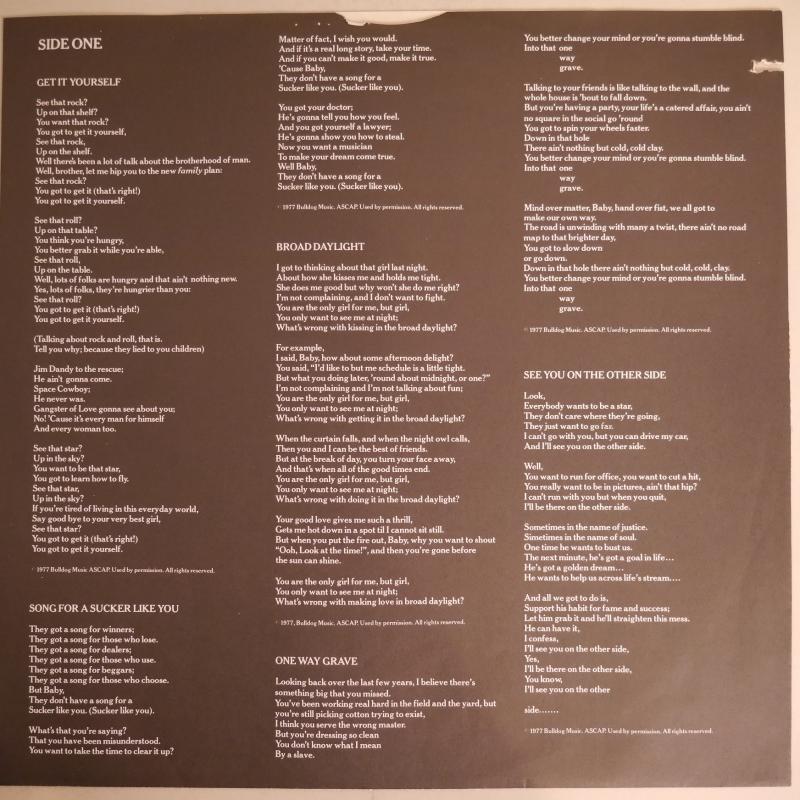 SIDE ONE
GET IT YOURSELF
See that rock?
Up on that shelf?
You want that rock?
You got to get it yourself,
See that rock,
Up on the shelf.
Well there's been a lot of talk about the brotherhood of man.
Well, brother, let me hip you to the new family plan:
See that rock?
You got to get it (that's right!)
You got to get it yourself.
See that roll?
Up on that table?
You think you're hungry,
You better grab it while you're able,
See that roll,
Up on the table.
Well, lots of folks are hungry and that ain't nothing new.
Yes, lots of folks, they're hungrier than you:
See that roll?
You got to get it (that's right!)
You got to get it yourself.
(Talking about rock and roll, that is.
Tell you why; because they lied to you children)
Jim Dandy to the rescue;
He ain't gonna come.
Space Cowboy;
He never was.
Gangster of Love gonna see about you;
No! 'Cause it's every man for himself
And every woman too.
See that star?
Up in the sky?
You want to be that star,
You got to learn how to fly.
See that star,
Up in the sky?
If you're tired of living in this everyday world,
Say good bye to your very best girl,
See that star?
You got to get it (that's right!)
You got to get it yourself.
© 1977 Bulldog Music ASCAP. Used by permission. All rights reserved.
SONG FOR A SUCKER LIKE YOU
They got a song for winners;
They got a song for those who lose.
They got a song for dealers;
They got a song for those who use.
They got a song for beggars;
They got a song for those who choose.
But Baby,
They don't have a song for a
Sucker like you. (Sucker like you).
What's that you're saying?
That you have been misunderstood.
You want to take the time to clear it up?
Matter of fact, I wish you would.
And if it's a real long story, take your time.
And if you can't make it good, make it true.
'Cause Baby,
They don't have a song for a
Sucker like you. (Sucker like you).
You got your doctor;
He's gonna tell you how you feel.
And you got yourself a lawyer;
He's gonna show you how to steal.
Now you want a musician
To make your dream come true.
Well Baby,
They don't have a song for a
Sucker like you. (Sucker like you).
© 1977 Bulldog Music. ASCAP. Used by permission. All rights reserved.
BROAD DAYLIGHT
I got to thinking about that girl last night.
About how she kisses me and holds me tight.
She does me good but why won't she do me right?
I'm not complaining, and I don't want to fight.
You are the only girl for me, but girl,
You only want to see me at night;
What's wrong with kissing in the broad daylight?
For example,
I said, Baby, how about some afternoon delight?
You said, "I'd like to but me schedule is a little tight.
But what you doing later, 'round about midnight, or one?"
I'm not complaining and I'm not talking about fun;
You are the only girl for me, but girl,
You only want to see me at night;
What's wrong with getting it in the broad daylight?
When the curtain falls, and when the night owl calls,
Then you and I can be the best of friends.
But at the break of day, you turn your face away,
And that's when all of the good times end.
You are the only girl for me, but girl,
You only want to see me at night;
What's wrong with doing it in the broad daylight?
Your good love gives me such a thrill,
Gets me hot down in a spot til I cannot sit still.
But when you put the fire out, Baby, why you want to shout
"Ooh, Look at the time!", and then you're gone before
the sun can shine.
You are the only girl for me, but girl,
You only want to see me at night;
What's wrong with making love in broad daylight?
© 1977, Bulldog Music. ASCAP. Used by permission. All rights reserved.
ONE WAY GRAVE
Looking back over the last few years, I believe there's
something big that you missed.
You've been working real hard in the field and the yard, but
you're still picking cotton trying to exist,
I think you serve the wrong master.
But you're dressing so clean
You don't know what I mean
By a slave.
You better change your mind or you're gonna stumble blind.
Into that one
way
grave.
Talking to your friends is like talking to the wall, and the
whole house is 'bout to fall down.
But you're having a party, your life's a catered affair, you ain't
no square in the social go 'round
You got to spin your wheels faster.
Down in that hole
There ain't nothing but cold, cold clay.
You better change your mind or you're gonna stumble blind.
Into that one
way
grave.
Mind over matter, Baby, hand over fist, we all got to
make our own way.
The road is unwinding with many a twist, there ain't no road
map to that brighter day,
You got to slow down
or go down.
Down in that hole there ain't nothing but cold, cold, clay.
You better change your mind or you're gonna stumble blind.
Into that one
way
grave.
© 1977 Bulldog Music. ASCAP. Used by permission. All rights reserved.
SEE YOU ON THE OTHER SIDE
Look,
Everybody wants to be a star,
They don't care where they're going,
They just want to go far.
I can't go with you, but you can drive my car,
And I'll see you on the other side.
Well,
You want to run for office, you want to cut a hit,
You really want to be in pictures, ain't that hip?
I can't run with you but when you quit,
I'll be there on the other side.
Sometimes in the name of justice.
Simetimes in the name of soul.
One time he wants to bust us.
The next minute, he's got a goal in life...
He's got a golden dream...
He wants to help us across life's stream....
And all we got to do is,
Support his habit for fame and success;
Let him grab it and he'll straighten this mess.
He can have it,
I confess,
I'll see you on the other side,
Yes,
I'll be there on the other side,
You know,
I'll see you on the other
side.......
© 1977 Bulldog Music. ASCAP. Used by permission. All rights reserved.